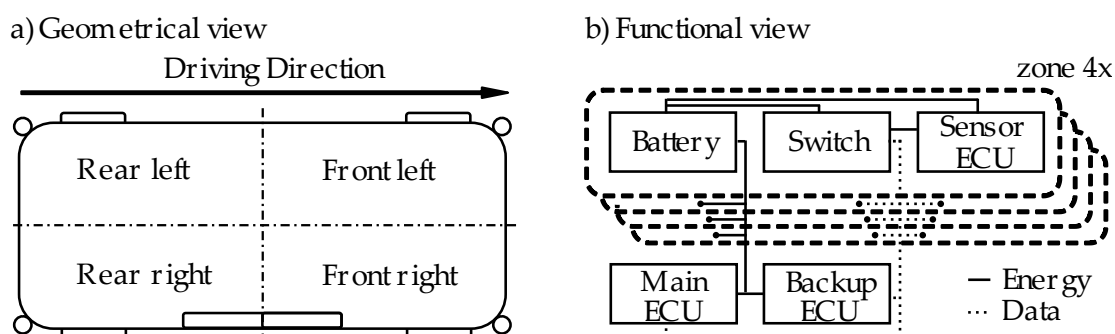 a) Geometrical view
Driving Direction
Rear left
Front left
Rear right
Front right
b) Functional view
zone 4x
Battery
Switch
Sensor
ECU
Main
ECU
Backup
ECU
Energy
Data